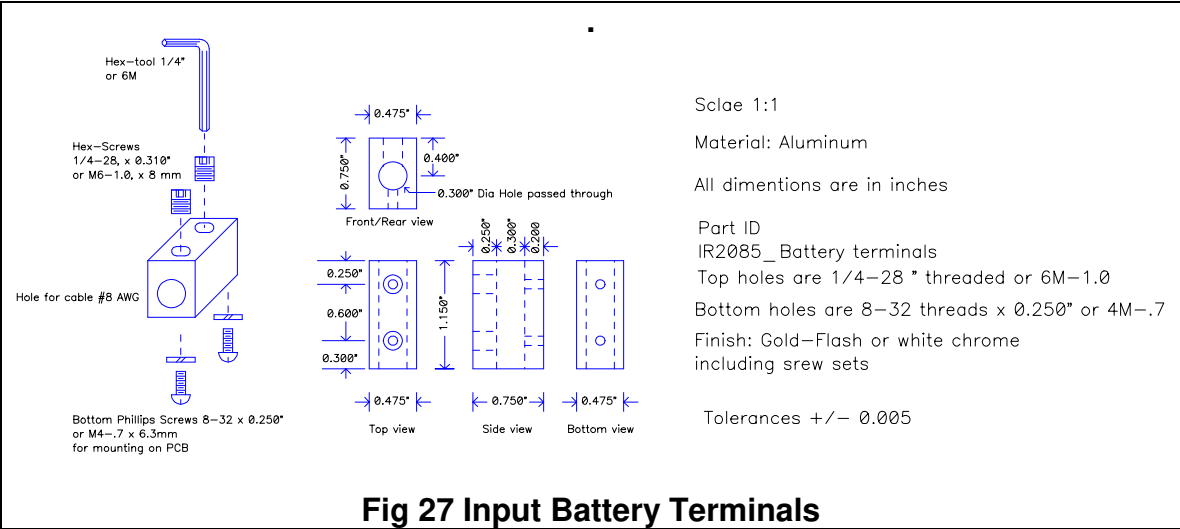 .
Hex-tool 1/4"
or 6M
Hex-Screws
1/4-28, x 0.310"
or M6-1.0, x 8 mm
Hole for cable #8 AWG
Bottom Phillips Screws 8-32 x 0.250"
or M4-.7 x 6.3mm
for mounting on PCB
0.475"
0.750"
0.400"
0.300" Dia Hole passed through
Front/Rear view
0.250"
0.600"
0.300"
0.475"
Top view
1.150"
0.250"
0.300"
0.200
0.750"
Side view
0.475"
Bottom view
Sclae 1:1
Material: Aluminum
All dimentions are in inches
Part ID
IR2085_Battery terminals
Top holes are 1/4-28 " threaded or 6M-1.0
Bottom holes are 8-32 threads x 0.250" or 4M-.7
Finish: Gold-Flash or white chrome
including srew sets
Tolerances +/- 0.005
Fig 27 Input Battery Terminals